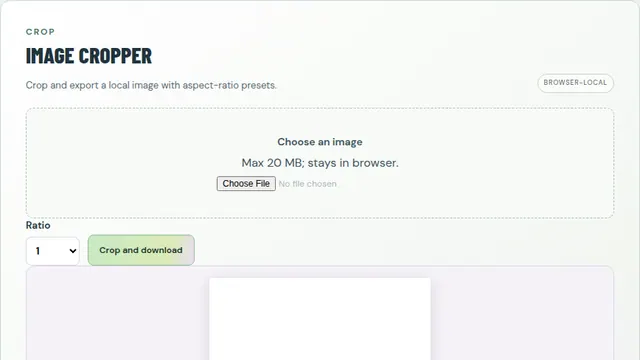 CROP
IMAGE CROPPER
Crop and export a local image with aspect-ratio presets.
BROWSER-LOCAL
Choose an image
Max 20 MB; stays in browser.
Choose File No file chosen
Ratio
1
Crop and download